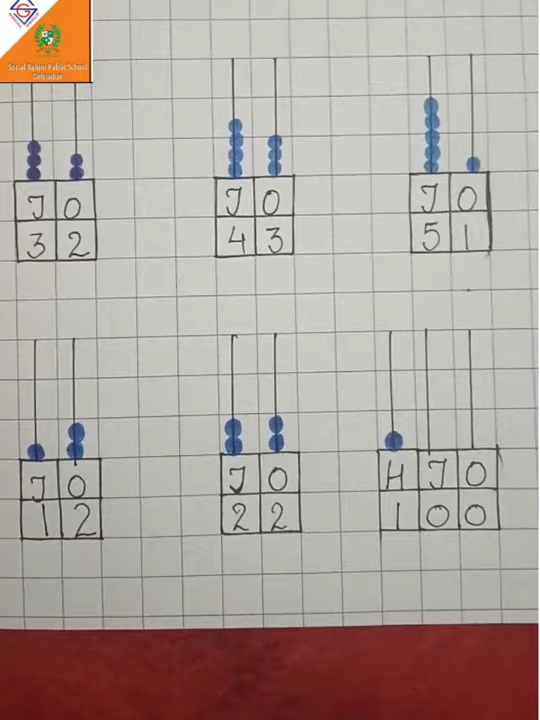 Social Baluni Public School
Dehradun
T O
3 2
T O
4 3
T O
5 1
T O
1 2
T O
2 2
H T O
1 0 0